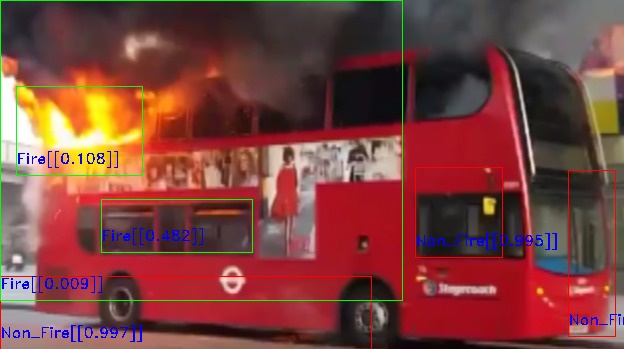 Fire[[0.108]]
Fire[[0.482]]
Non_Fire[[0.995]]
Fire[[0.009]]
Stagecoach
Non_Fi
Non_Fire[[0.997]]